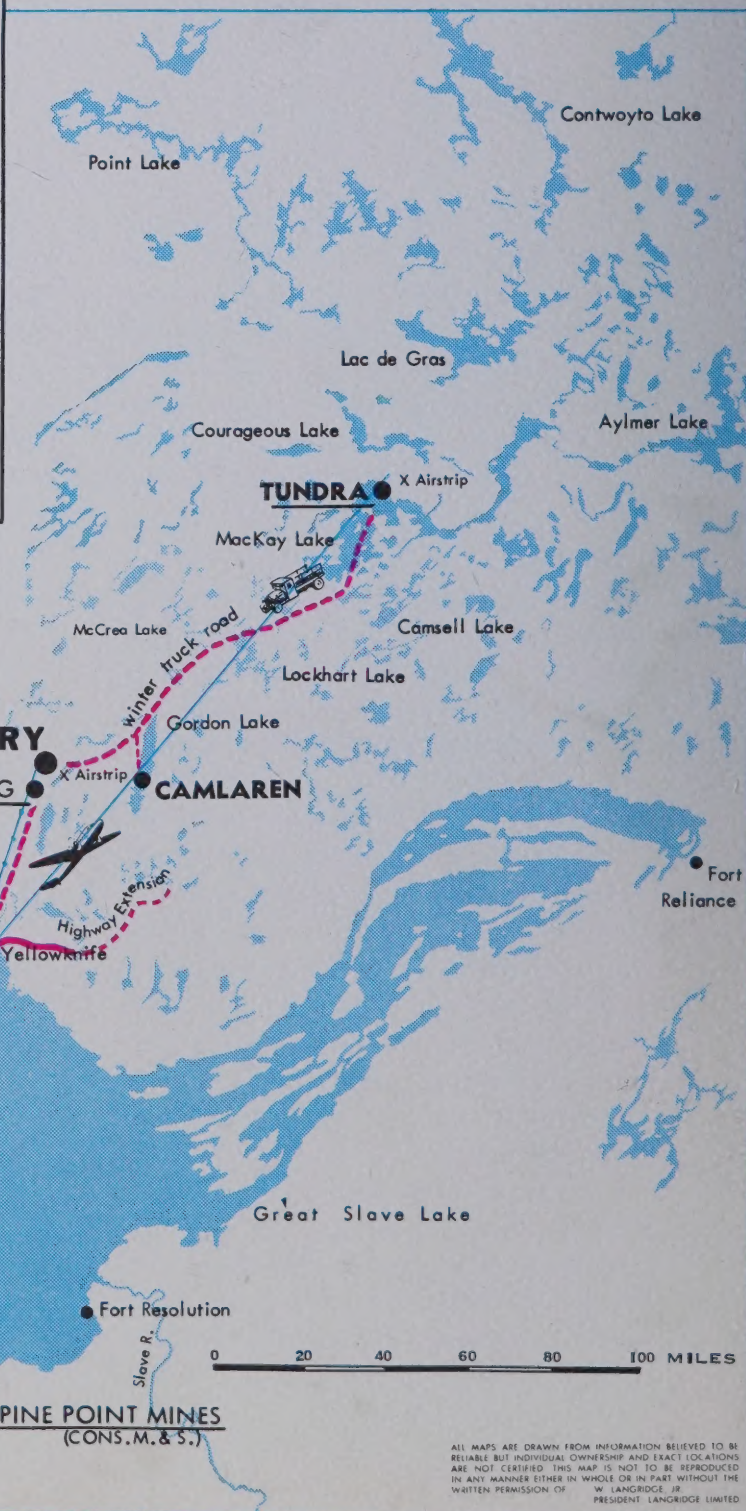 Contwoyto Lake
Point Lake
Lac de Gras
Courageous Lake
Aylmer Lake
TUNDRA
X Airstrip
MacKay Lake
McCrea Lake
winter truck road
Camsell Lake
Lockhart Lake
Gordon Lake
RY
X Airstrip
G
CAMLAREN
Fort
Reliance
Highway Extension
Yellowknife
Great Slave Lake
Fort Resolution
Slave R.
0 20 40 60 80 100 MILES
PINE POINT MINES
(CONS.M.& S.)
ALL MAPS ARE DRAWN FROM INFORMATION BELIEVED TO BE
RELIABLE BUT INDIVIDUAL OWNERSHIP AND EXACT LOCATIONS
ARE NOT CERTIFIED THIS MAP IS NOT TO BE REPRODUCED
IN ANY MANNER EITHER IN WHOLE OR IN PART WITHOUT THE
WRITTEN PERMISSION OF W. LANGRIDGE, JR.
PRESIDENT LANGRIDGE LIMITED